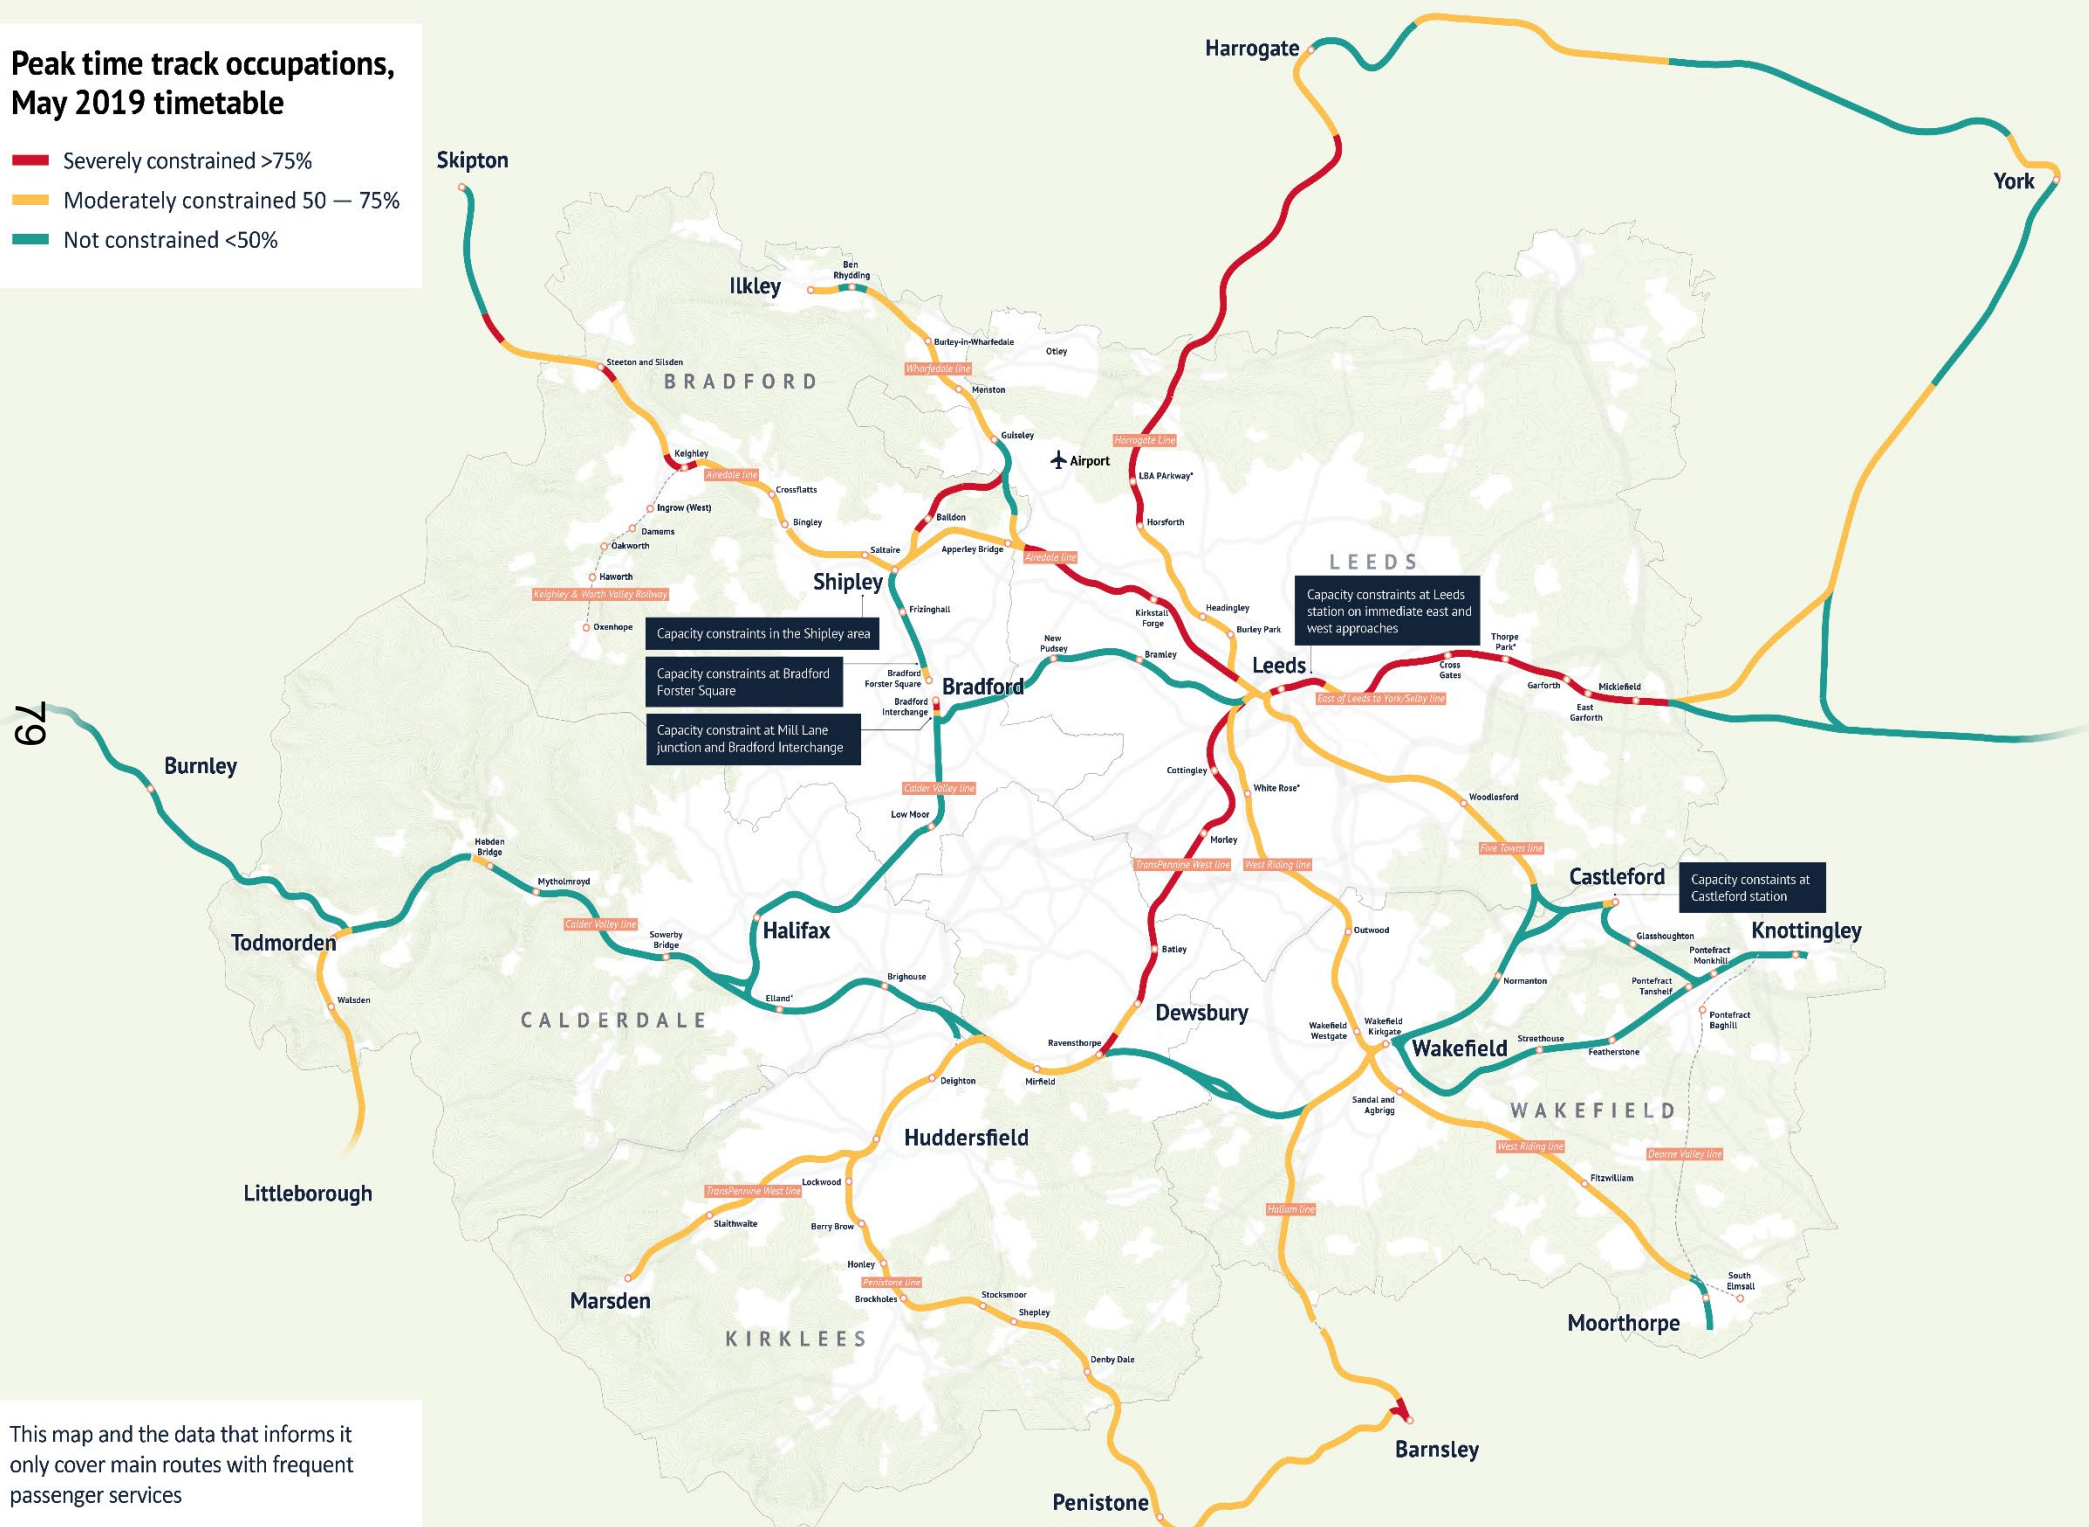 Peak time track occupations,
May 2019 timetable
Severely constrained >75%
Moderately constrained 50 — 75%
Not constrained <50%
Harrogate
York
Skipton
Ilkley
Ben
Rhydding
Burley-in-Wharfedale
Otley
Wharfedale line
Menston
Steeton and Silsden
BRADFORD
Guiseley
Harrogate Line
Airport
LBA PArkway*
Keighley
Airedale line
Crossflatts
Ingrow (West)
Bingley
Baildon
Horsforth
Damems
Oakworth
Saltaire
Apperley Bridge
Airedale line
LEEDS
Shipley
Haworth
Keighley & Worth Valley Railway
Oxenhope
Frizinghall
Kirkstall
Forge
Headingley
Burley Park
Capacity constraints at Leeds
station on immediate east and
west approaches
Capacity constraints in the Shipley area
New
Pudsey
Bramley
Leeds
Thorpe
Park*
Cross
Gates
Capacity constraints at Bradford
Forster Square
Bradford
Forster Square
Bradford
Garforth
Micklefield
East of Leeds to York/Selby line
Bradford
Interchange
East
Garforth
Capacity constraint at Mill Lane
junction and Bradford Interchange
79
Burnley
Cottingley
White Rose*
Calder Valley line
Woodlesford
Low Moor
Morley
Hebden
Bridge
TransPennine West line
West Riding line
Five Towns line
Mytholmroyd
Castleford
Capacity constaints at
Castleford station
Calder Valley line
Halifax
Outwood
Knottingley
Todmorden
Sowerby
Bridge
Glasshoughton
Batley
Pontefract
Monkhill
Brighouse
Normanton
Pontefract
Tanshelf
Walsden
Elland*
Dewsbury
CALDERDALE
Pontefract
Baghill
Wakefield
Westgate
Wakefield
Kirkgate
Ravensthorpe
Wakefield
Streethouse
Featherstone
Deighton
Mirfield
Sandal and
Agbrigg
WAKEFIELD
Huddersfield
West Riding line
Dearne Valley line
Lockwood
Fitzwilliam
Littleborough
TransPennine West line
Slaithwaite
Hallam line
Berry Brow
Honley
Penistone line
Brockholes
Stocksmoor
South
Elmsall
Marsden
Shepley
Moorthorpe
KIRKLEES
Denby Dale
This map and the data that informs it
only cover main routes with frequent
passenger services
Barnsley
Penistone